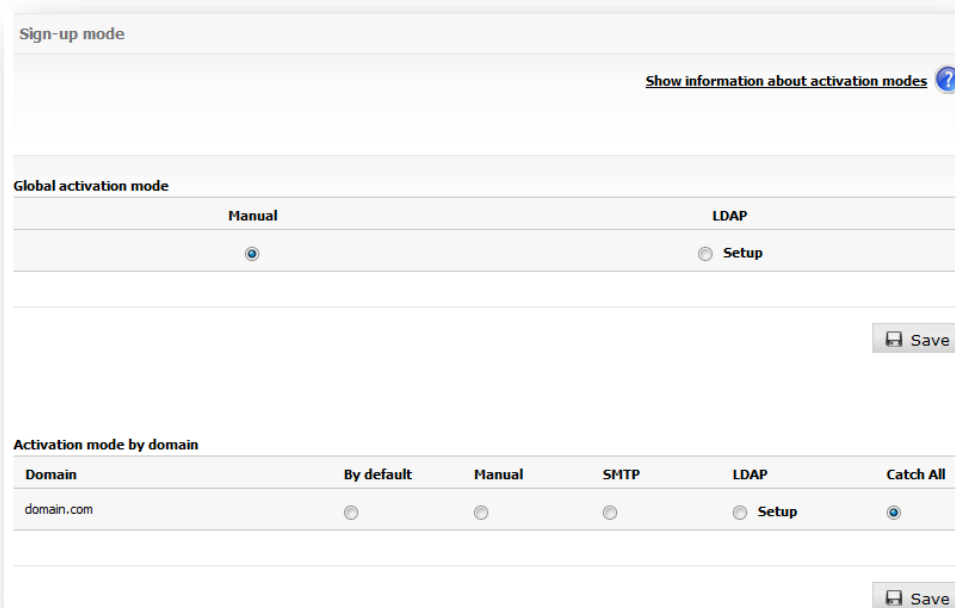 Sign-up mode
Show information about activation modes ?
Global activation mode
Manual LDAP
Setup
Save
Activation mode by domain
Domain By default Manual SMTP LDAP Catch All
domain.com Setup
Save